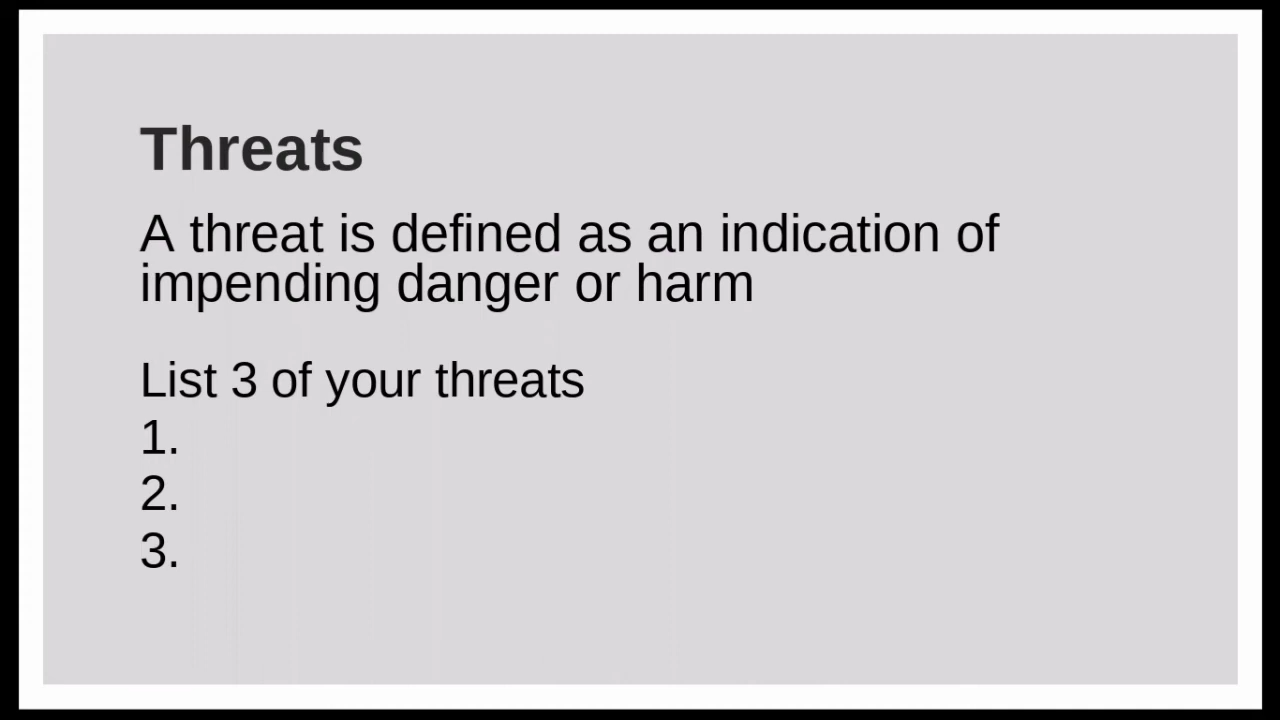 Threats
A threat is defined as an indication of
impending danger or harm
List 3 of your threats
1.
2.
3.